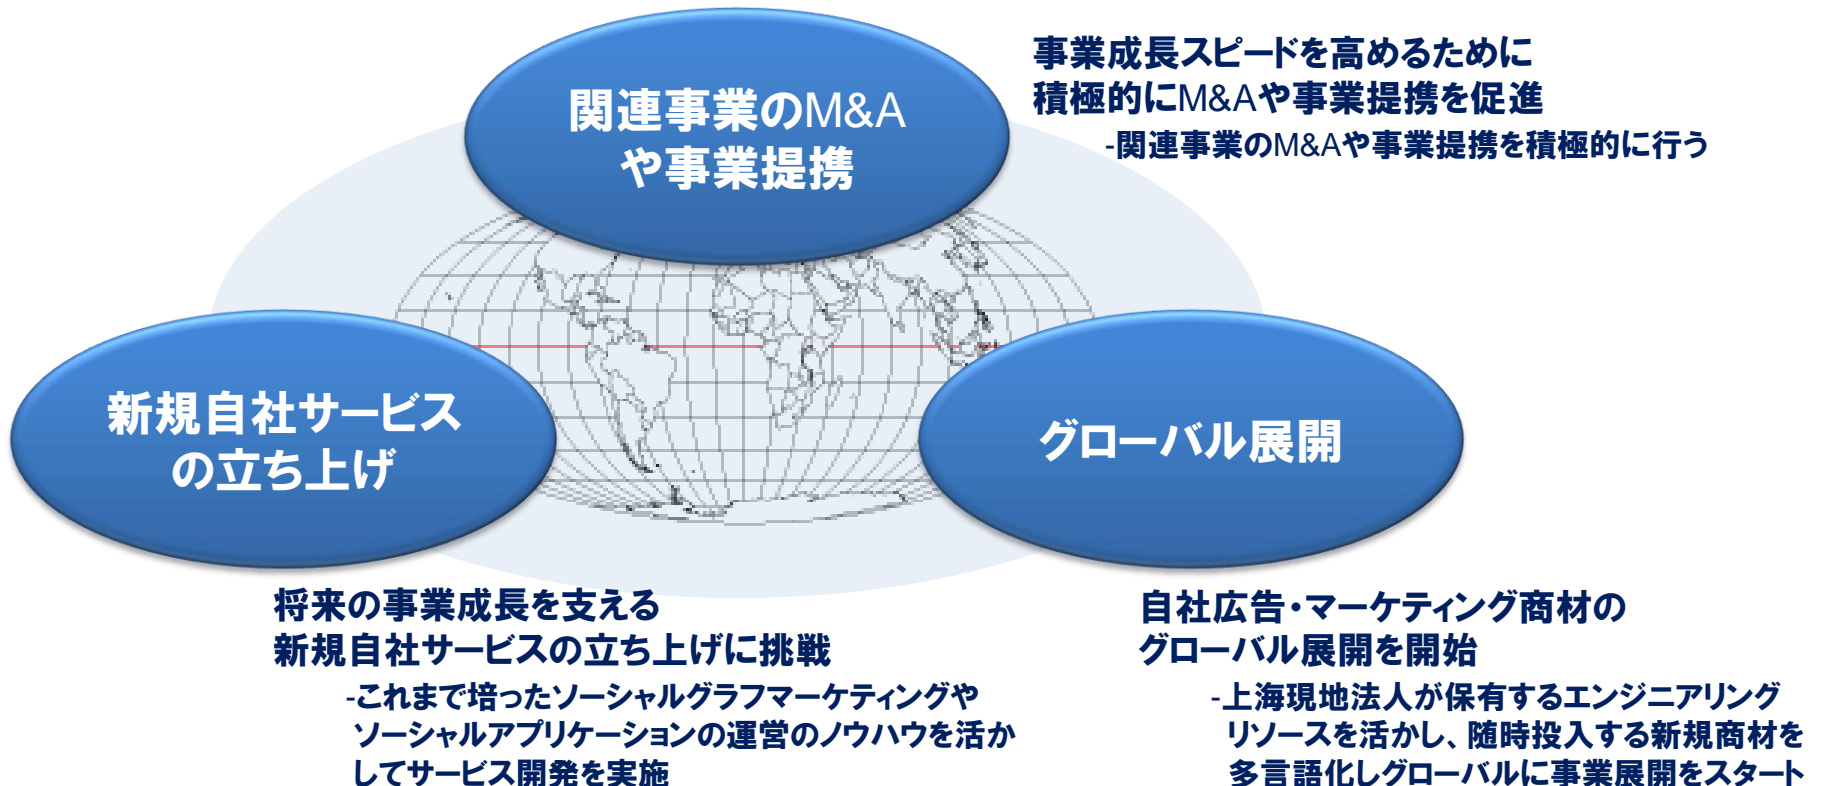 関連事業のM&A
や事業提携
事業成長スピードを高めるために
積極的にM&Aや事業提携を促進
-関連事業のM&Aや事業提携を積極的に行う
新規自社サービス
の立ち上げ
グローバル展開
将来の事業成長を支える
新規自社サービスの立ち上げに挑戦
-これまで培ったソーシャルグラフマーケティングや
ソーシャルアプリケーションの運営のノウハウを活か
してサービス開発を実施
自社広告・マーケティング商材の
グローバル展開を開始
-上海現地法人が保有するエンジニアリング
リソースを活かし、随時投入する新規商材を
多言語化しグローバルに事業展開をスタート